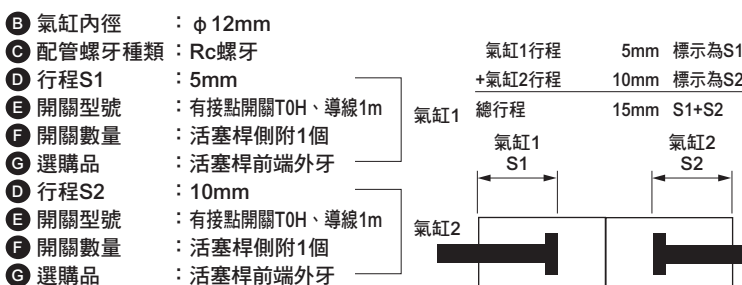 B 氣缸內徑 : φ12mm
C 配管螺牙種類 : Rc螺牙
D 行程S1 : 5mm
E 開關型號 : 有接點開關T0H、導線1m
F 開關數量 : 活塞桿側附1個
G 選購品 : 活塞桿前端外牙
氣缸1
D 行程S2 : 10mm
E 開關型號 : 有接點開關T0H、導線1m
F 開關數量 : 活塞桿側附1個
G 選購品 : 活塞桿前端外牙
氣缸2
氣缸1行程 5mm 標示為S1
+氣缸2行程 10mm 標示為S2
總行程 15mm S1+S2
氣缸1 氣缸2
S1 S2